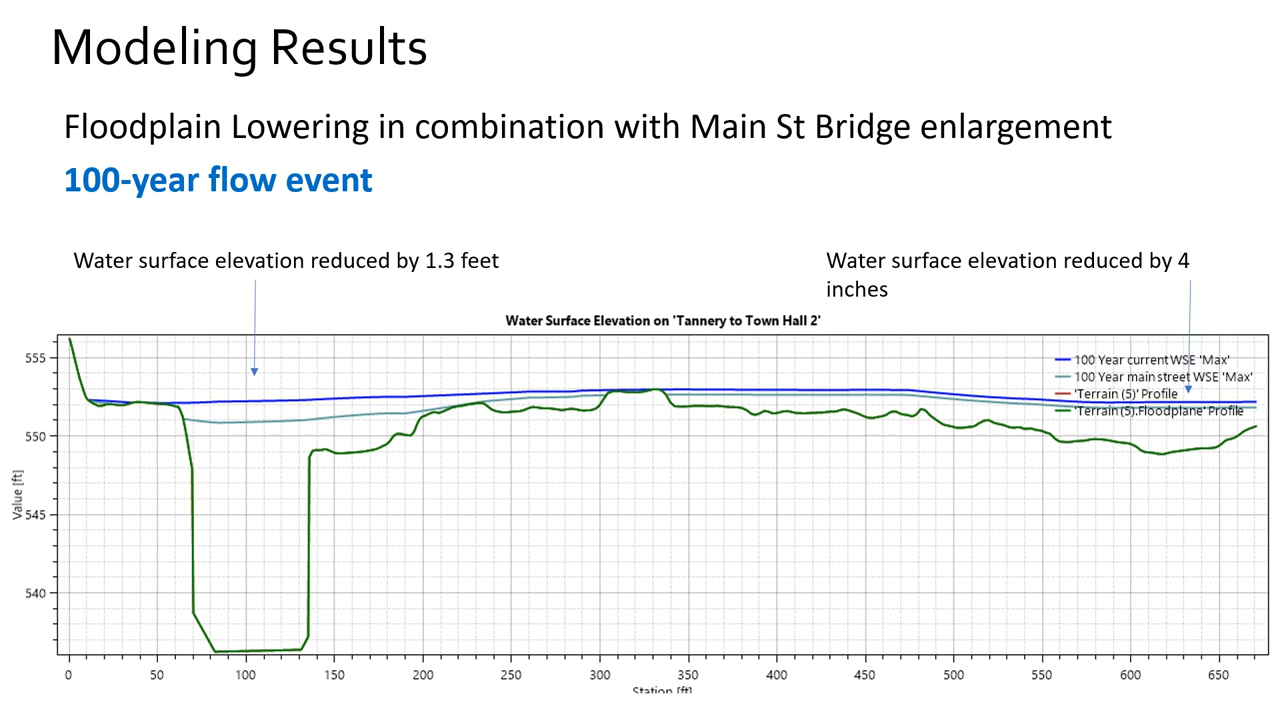 Modeling Results
Floodplain Lowering in combination with Main St Bridge enlargement
100-year flow event
Water surface elevation reduced by 1.3 feet
Water surface elevation reduced by 4
inches
Water Surface Elevation on 'Tannery to Town Hall 2'
100 Year current WSE 'Max'
100 Year main street WSE 'Max'
'Terrain (5)' Profile
'Terrain (5).Floodplane' Profile
Value [ft]
555
550
545
540
0 50 100 150 200 250 300 350 400 450 500 550 600 650
Station [ft]